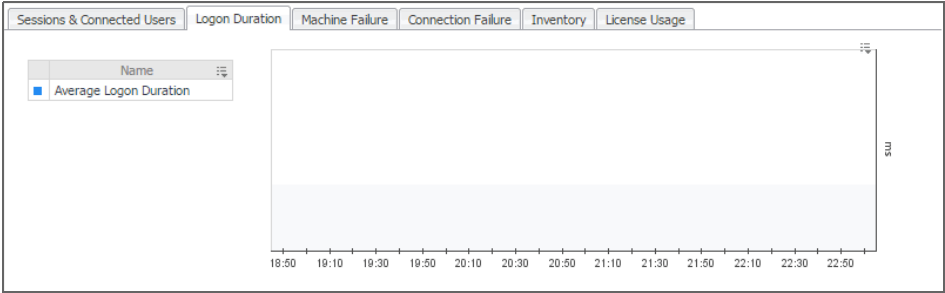 Sessions & Connected Users Logon Duration Machine Failure Connection Failure Inventory License Usage
Name
Average Logon Duration
ms
18:50 19:10 19:30 19:50 20:10 20:30 20:50 21:10 21:30 21:50 22:10 22:30 22:50